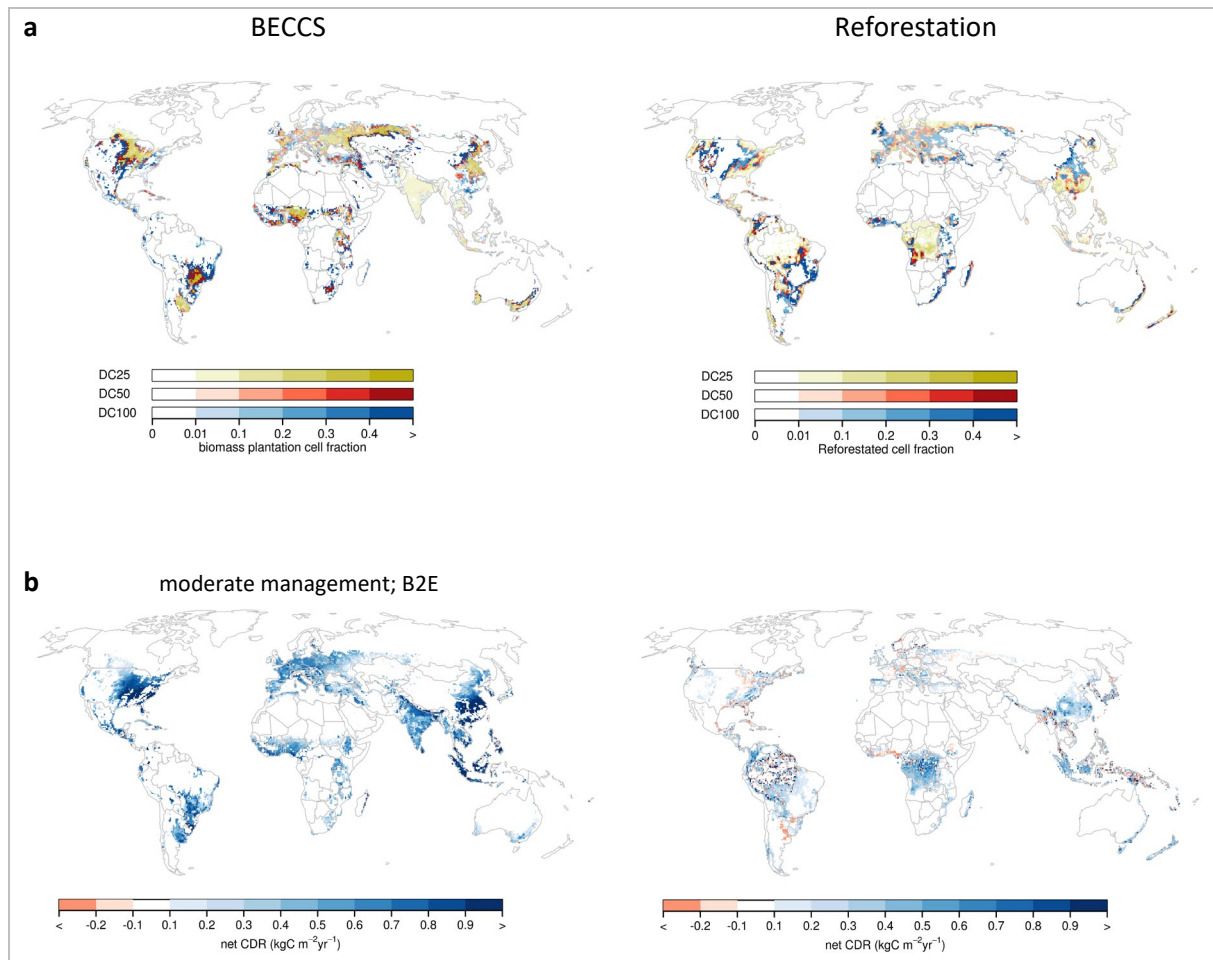 a
BECCS
Reforestation
DC25
DC50
DC100
0 0.01 0.1 0.2 0.3 0.4 >
biomass plantation cell fraction
DC25
DC50
DC100
0 0.01 0.1 0.2 0.3 0.4 >
Reforestated cell fraction
b
moderate management; B2E
< -0.2 -0.1 0.1 0.2 0.3 0.4 0.5 0.6 0.7 0.8 0.9 >
net CDR (kgC m⁻²yr⁻¹)
< -0.2 -0.1 0.1 0.2 0.3 0.4 0.5 0.6 0.7 0.8 0.9 >
net CDR (kgC m⁻²yr⁻¹)